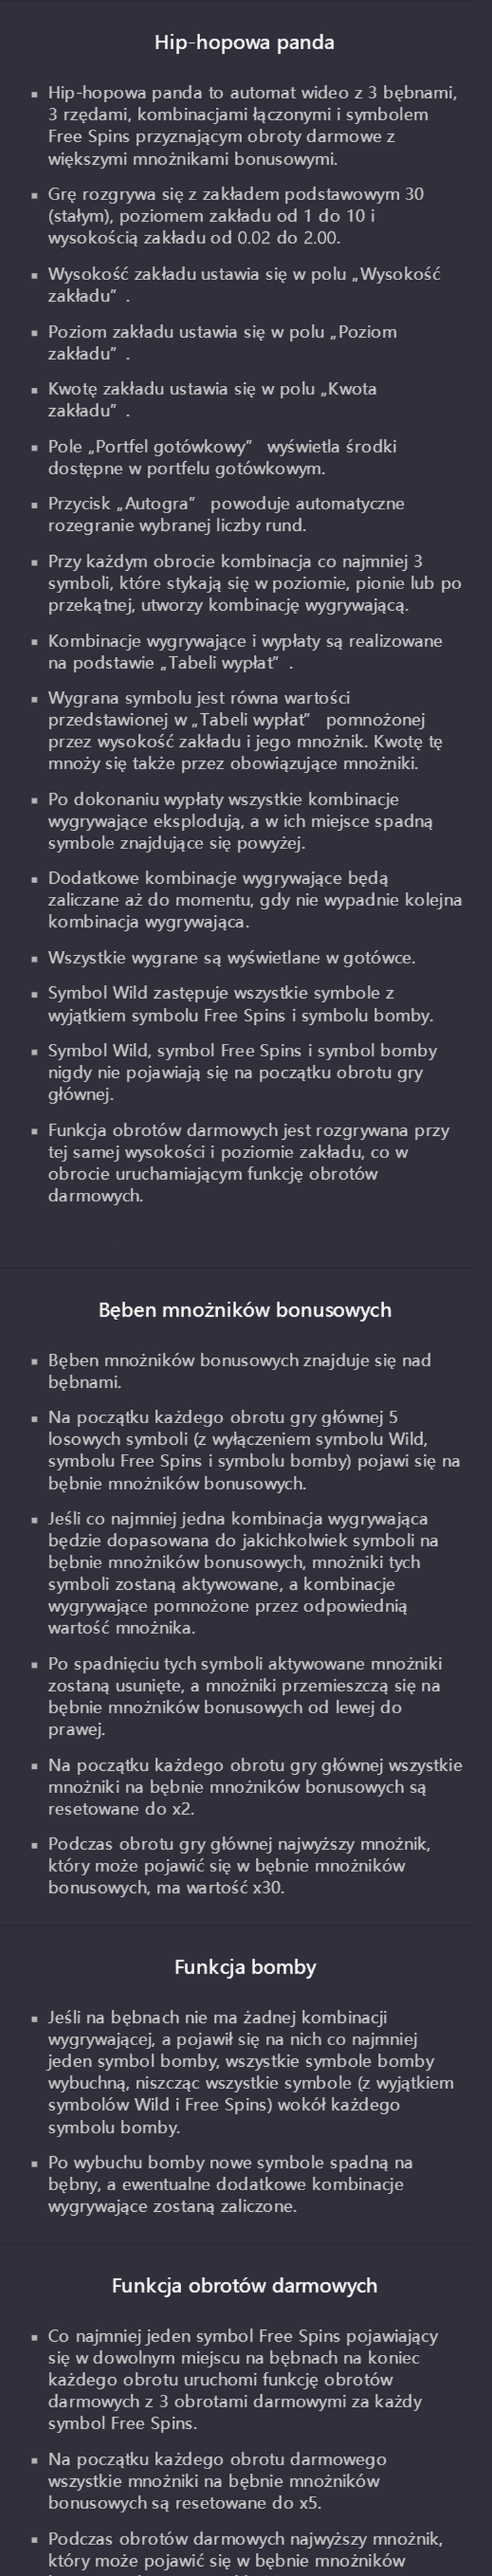 Hip-hopowa panda
▪ Hip-hopowa panda to automat wideo z 3 bębnami,
3 rzędami, kombinacjami łączonymi i symbolem
Free Spins przyznającym obroty darmowe z
większymi mnożnikami bonusowymi.
▪ Grę rozgrywa się z zakładem podstawowym 30
(stałym), poziomem zakładu od 1 do 10 i
wysokością zakładu od 0.02 do 2.00.
▪ Wysokość zakładu ustawia się w polu „Wysokość
zakładu” .
▪ Poziom zakładu ustawia się w polu „Poziom
zakładu” .
▪ Kwotę zakładu ustawia się w polu „Kwota
zakładu” .
▪ Pole „Portfel gotówkowy” wyświetla środki
dostępne w portfelu gotówkowym.
▪ Przycisk „Autogra” powoduje automatyczne
rozegranie wybranej liczby rund.
▪ Przy każdym obrocie kombinacja co najmniej 3
symboli, które stykają się w poziomie, pionie lub po
przekątnej, utworzy kombinację wygrywającą.
▪ Kombinacje wygrywające i wypłaty są realizowane
na podstawie „Tabeli wypłat” .
▪ Wygrana symbolu jest równa wartości
przedstawionej w „Tabeli wypłat” pomnożonej
przez wysokość zakładu i jego mnożnik. Kwotę tę
mnoży się także przez obowiązujące mnożniki.
▪ Po dokonaniu wypłaty wszystkie kombinacje
wygrywające eksplodują, a w ich miejsce spadną
symbole znajdujące się powyżej.
▪ Dodatkowe kombinacje wygrywające będą
zaliczane aż do momentu, gdy nie wypadnie kolejna
kombinacja wygrywająca.
▪ Wszystkie wygrane są wyświetlane w gotówce.
▪ Symbol Wild zastępuje wszystkie symbole z
wyjątkiem symbolu Free Spins i symbolu bomby.
▪ Symbol Wild, symbol Free Spins i symbol bomby
nigdy nie pojawiają się na początku obrotu gry
głównej.
▪ Funkcja obrotów darmowych jest rozgrywana przy
tej samej wysokości i poziomie zakładu, co w
obrocie uruchamiającym funkcję obrotów
darmowych.
Bęben mnożników bonusowych
▪ Bęben mnożników bonusowych znajduje się nad
bębnami.
▪ Na początku każdego obrotu gry głównej 5
losowych symboli (z wyłączeniem symbolu Wild,
symbolu Free Spins i symbolu bomby) pojawi się na
bębnie mnożników bonusowych.
▪ Jeśli co najmniej jedna kombinacja wygrywająca
będzie dopasowana do jakichkolwiek symboli na
bębnie mnożników bonusowych, mnożniki tych
symboli zostaną aktywowane, a kombinacje
wygrywające pomnożone przez odpowiednią
wartość mnożnika.
▪ Po spadnięciu tych symboli aktywowane mnożniki
zostaną usunięte, a mnożniki przemieszczą się na
bębnie mnożników bonusowych od lewej do
prawej.
▪ Na początku każdego obrotu gry głównej wszystkie
mnożniki na bębnie mnożników bonusowych są
resetowane do x2.
▪ Podczas obrotu gry głównej najwyższy mnożnik,
który może pojawić się w bębnie mnożników
bonusowych, ma wartość x30.
Funkcja bomby
▪ Jeśli na bębnach nie ma żadnej kombinacji
wygrywającej, a pojawił się na nich co najmniej
jeden symbol bomby, wszystkie symbole bomby
wybuchną, niszcząc wszystkie symbole (z wyjątkiem
symbolów Wild i Free Spins) wokół każdego
symbolu bomby.
▪ Po wybuchu bomby nowe symbole spadną na
bębny, a ewentualne dodatkowe kombinacje
wygrywające zostaną zaliczone.
Funkcja obrotów darmowych
▪ Co najmniej jeden symbol Free Spins pojawiający
się w dowolnym miejscu na bębnach na koniec
każdego obrotu uruchomi funkcję obrotów
darmowych z 3 obrotami darmowymi za każdy
symbol Free Spins.
▪ Na początku każdego obrotu darmowego
wszystkie mnożniki na bębnie mnożników
bonusowych są resetowane do x5.
▪ Podczas obrotów darmowych najwyższy mnożnik,
który może pojawić się w bębnie mnożników